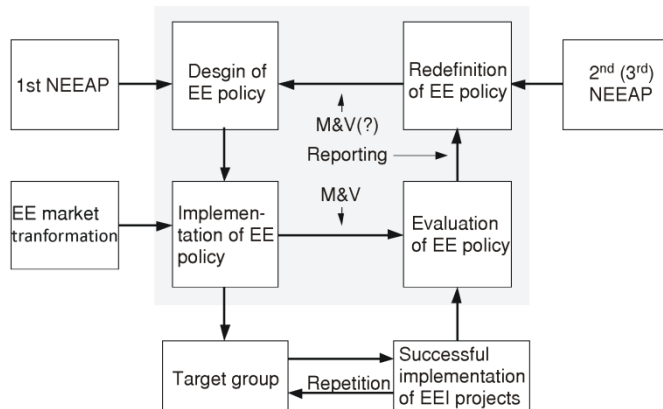 1st NEEAP
Desgin of
EE policy
Redefinition
of EE policy
2nd (3rd)
NEEAP
M&V(?)
Reporting
EE market
tranformation
Implemen-
tation of EE
policy
M&V
Evaluation
of EE policy
Target group
Repetition
Successful
implementation
of EEI projects